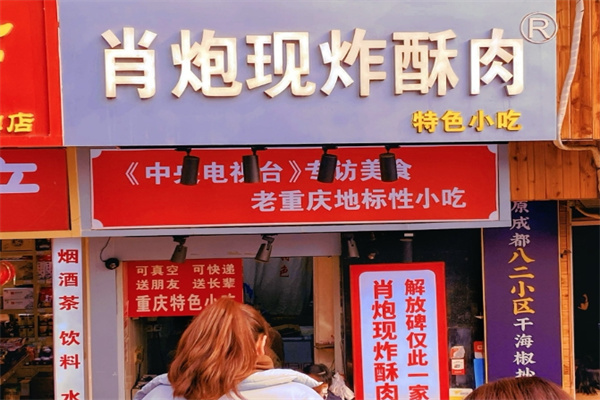 肖炮现炸酥肉®
特色小吃
店
《中央电视台》专访美食
老重庆地标性小吃
烟酒茶 饮料 水
可真空 可快递
送朋友 送长辈
重庆特色小吃
解放碑仅此一家
肖炮现炸酥肉
原成都八二小区干海椒抄